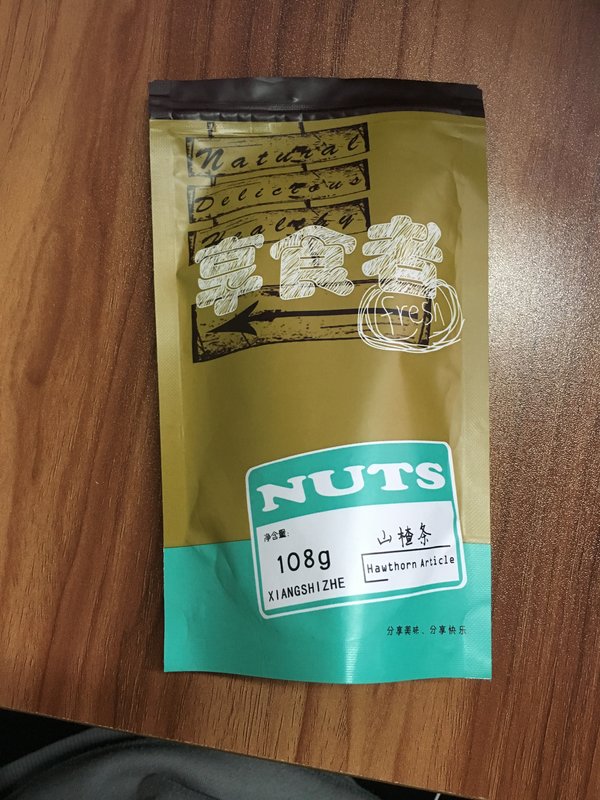 Natural
Delicious
Healthy
享食者
fresh
NUTS
净含量:
108g
XIANGSHIZHE
山楂条
Hawthorn Article
分享美味、分享快乐